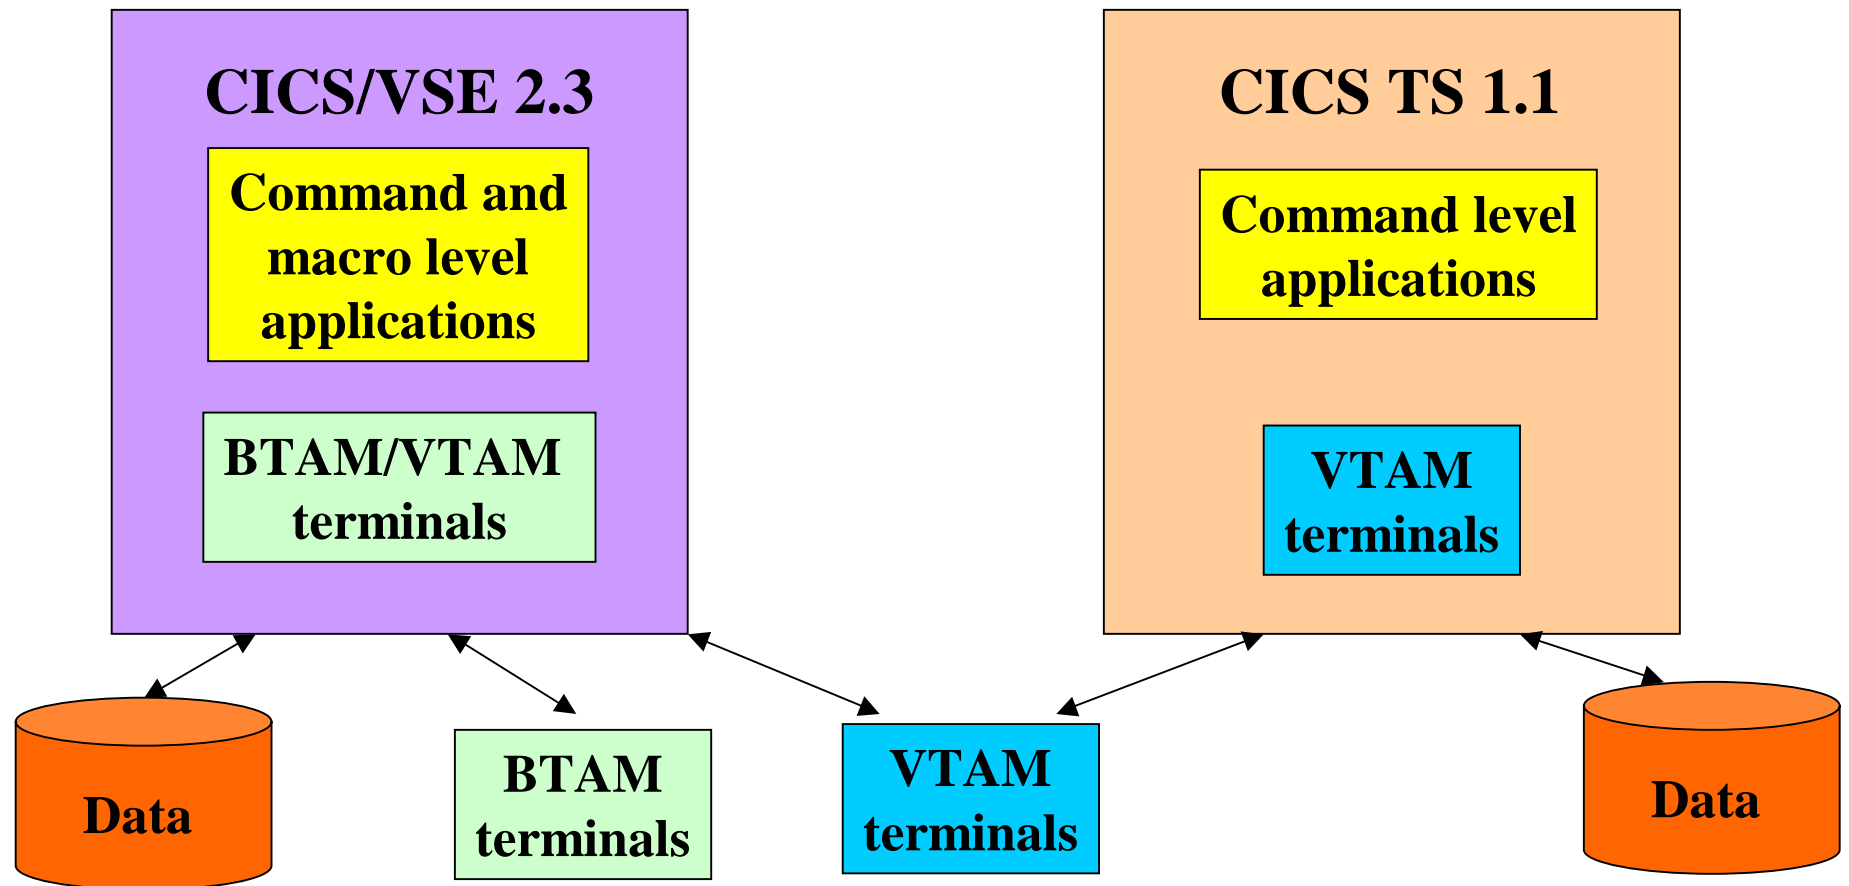 CICS/VSE 2.3
Command and
macro level
applications
BTAM/VTAM
terminals
CICS TS 1.1
Command level
applications
VTAM
terminals
Data
BTAM
terminals
VTAM
terminals
Data